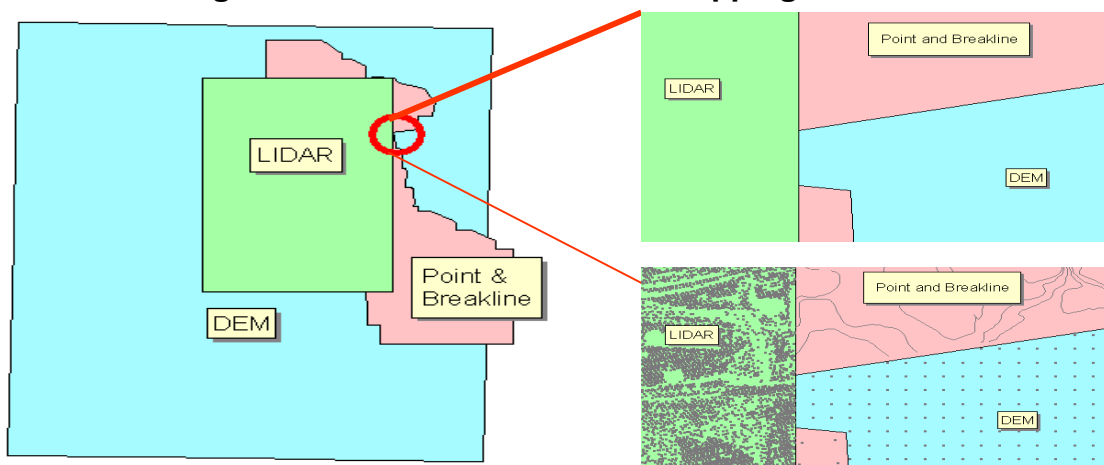 LIDAR
Point &
Breakline
DEM
Point and Breakline
LIDAR
DEM
Point and Breakline
LIDAR
DEM